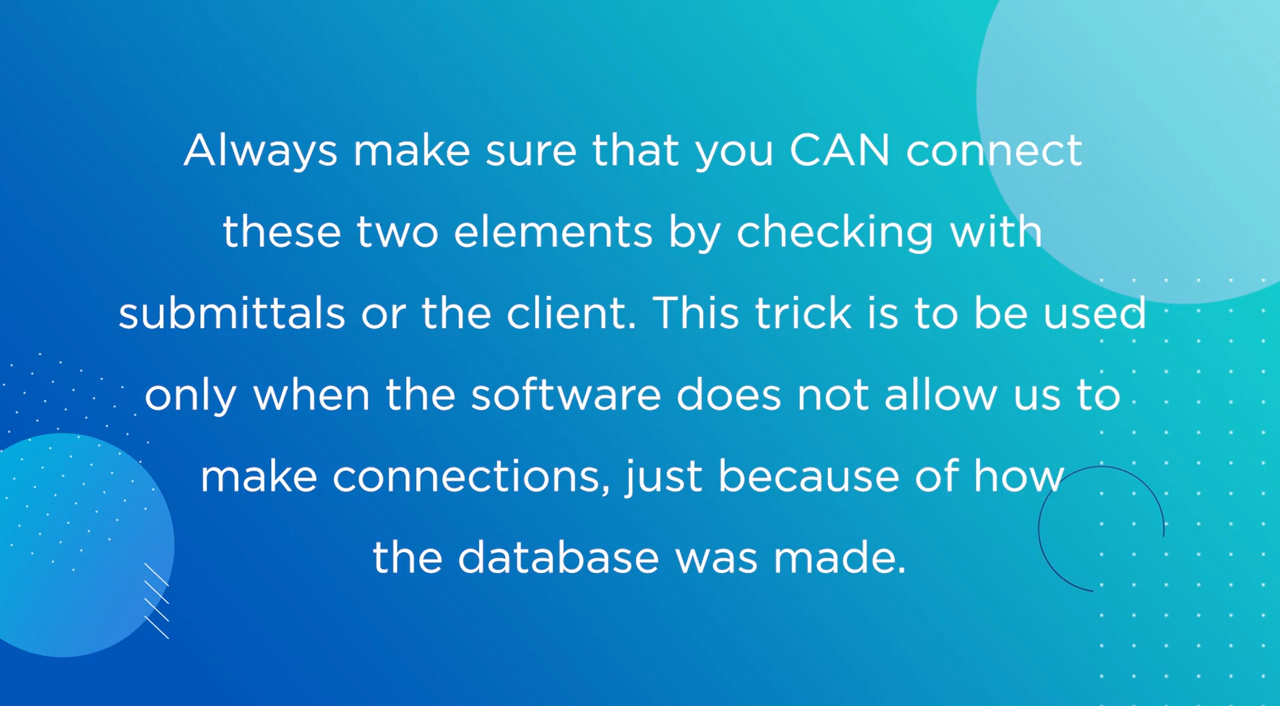 Always make sure that you CAN connect
these two elements by checking with
submittals or the client. This trick is to be used
only when the software does not allow us to
make connections, just because of how
the database was made.